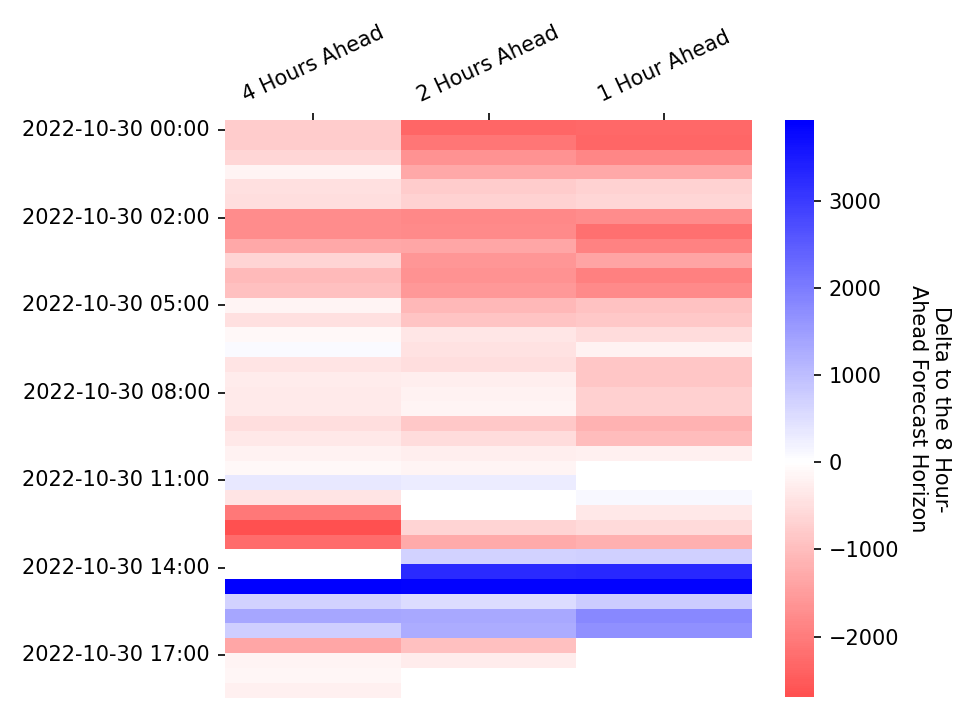 4 Hours Ahead
2 Hours Ahead
1 Hour Ahead
2022-10-30 00:00
2022-10-30 02:00
2022-10-30 05:00
2022-10-30 08:00
2022-10-30 11:00
2022-10-30 14:00
2022-10-30 17:00
3000
2000
1000
0
−1000
−2000
Delta to the 8 Hour-
Ahead Forecast Horizon